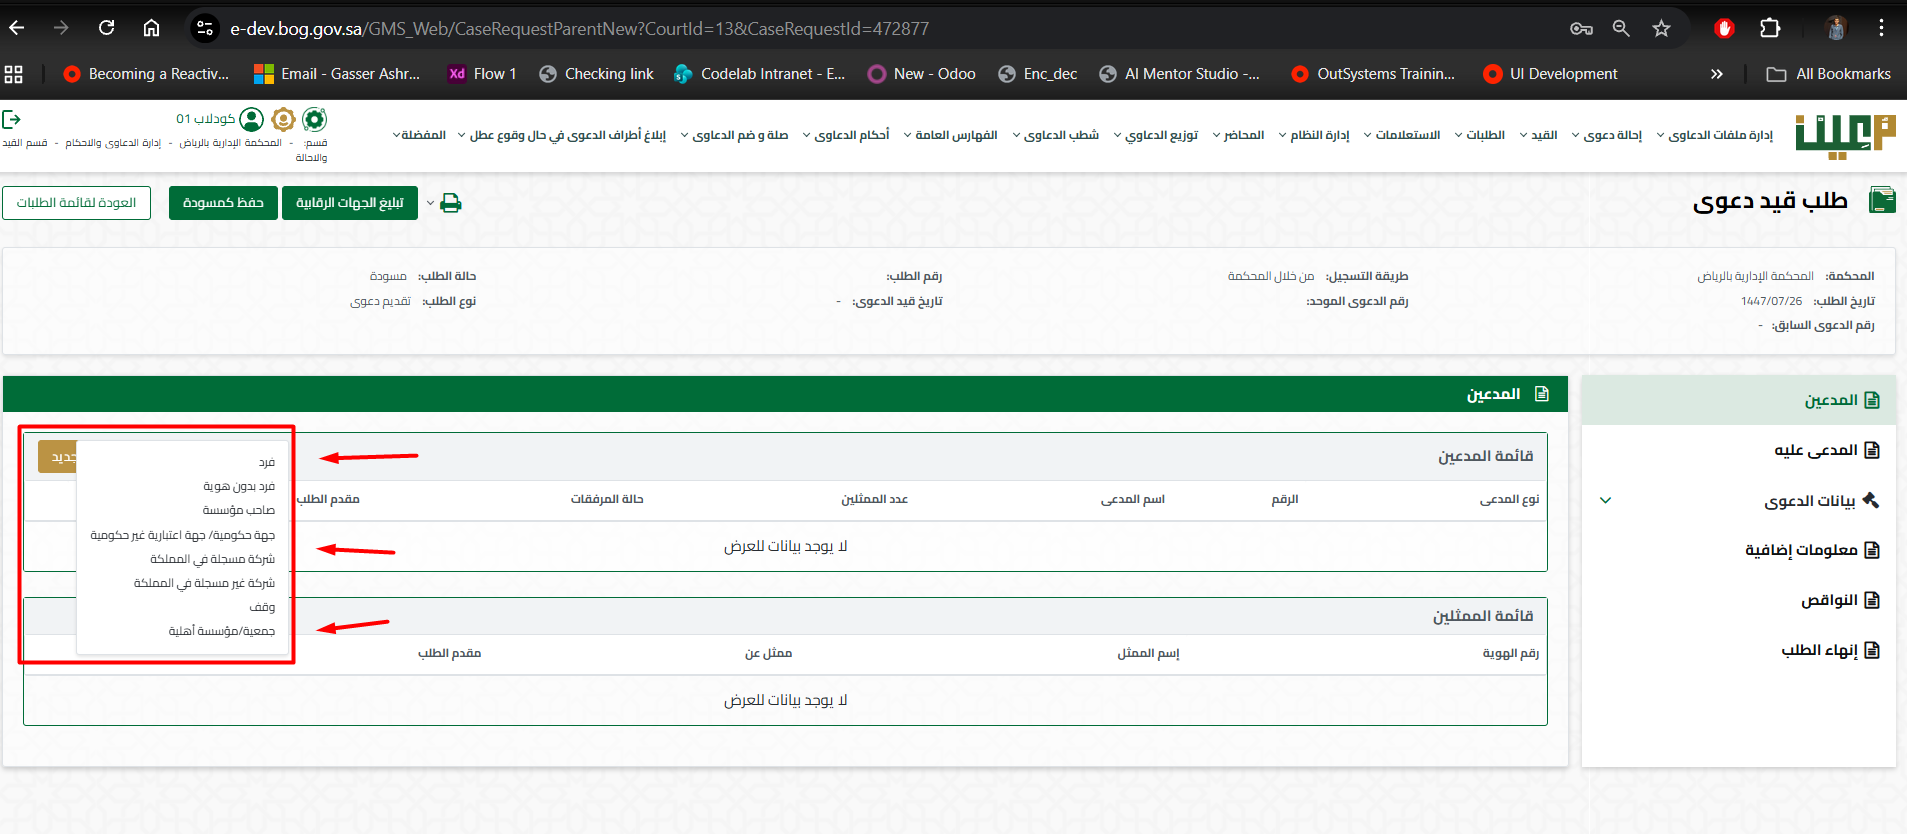 e-dev.bog.gov.sa/GMS_Web/CaseRequestParentNew?CourtId=13&CaseRequestId=472877
Becoming a Reactiv... Email - Gasser Ashr... Xd Flow 1 Checking link Codelab Intranet - E... New - Odoo Enc_dec AI Mentor Studio -... OutSystems Trainin... UI Development » All Bookmarks
إدارة ملفات الدعاوى إحالة دعوى القيد الطلبات الاستعلامات إدارة النظام المحاضر توزيع الدعاوي شطب الدعاوى الفهارس العامة أحكام الدعاوى صلة و ضم الدعاوى إبلاغ أطراف الدعوى في حال وقوع عطل المفضلة
كودلاب 01
قسم: - المحكمة الإدارية بالرياض - إدارة الدعاوى والاحكام - قسم القيد
والاحالة
طلب قيد دعوى
تبليغ الجهات الرقابية حفظ كمسودة العودة لقائمة الطلبات
المحكمة: المحكمة الإدارية بالرياض طريقة التسجيل: من خلال المحكمة رقم الطلب: حالة الطلب: مسودة
تاريخ الطلب: 1447/07/26 رقم الدعوى الموحد: تاريخ قيد الدعوى: - نوع الطلب: تقديم دعوى
رقم الدعوى السابق: -
المدعين
المدعى عليه
بيانات الدعوى
معلومات إضافية
النواقص
إنهاء الطلب
المدعين
قائمة المدعين
نوع المدعى الرقم اسم المدعى عدد الممثلين حالة المرفقات مقدم الطلب
لا يوجد بيانات للعرض
جديد
فرد
فرد بدون هوية
صاحب مؤسسة
جهة حكومية/ جهة اعتبارية غير حكومية
شركة مسجلة في المملكة
شركة غير مسجلة في المملكة
وقف
جمعية/مؤسسة أهلية
قائمة الممثلين
رقم الهوية إسم الممثل ممثل عن مقدم الطلب
لا يوجد بيانات للعرض